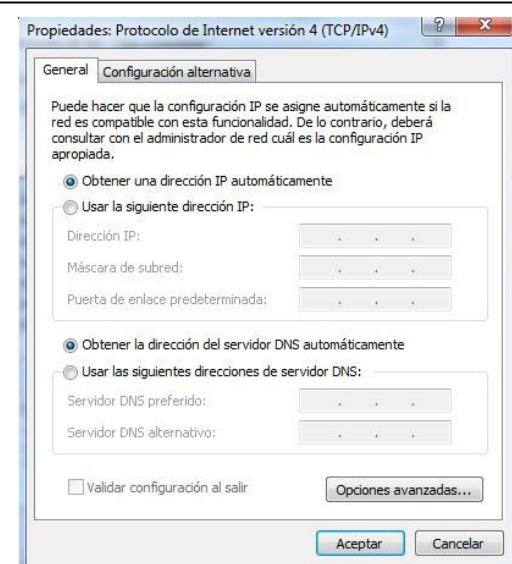 Propiedades: Protocolo de Internet versión 4 (TCP/IPv4)
General
Configuración alternativa
Puede hacer que la configuración IP se asigne automáticamente si la
red es compatible con esta funcionalidad. De lo contrario, deberá
consultar con el administrador de red cuál es la configuración IP
apropiada.
Obtener una dirección IP automáticamente
Usar la siguiente dirección IP:
Dirección IP:
Máscara de subred:
Puerta de enlace predeterminada:
Obtener la dirección del servidor DNS automáticamente
Usar las siguientes direcciones de servidor DNS:
Servidor DNS preferido:
Servidor DNS alternativo:
Validar configuración al salir
Opciones avanzadas...
Aceptar
Cancelar